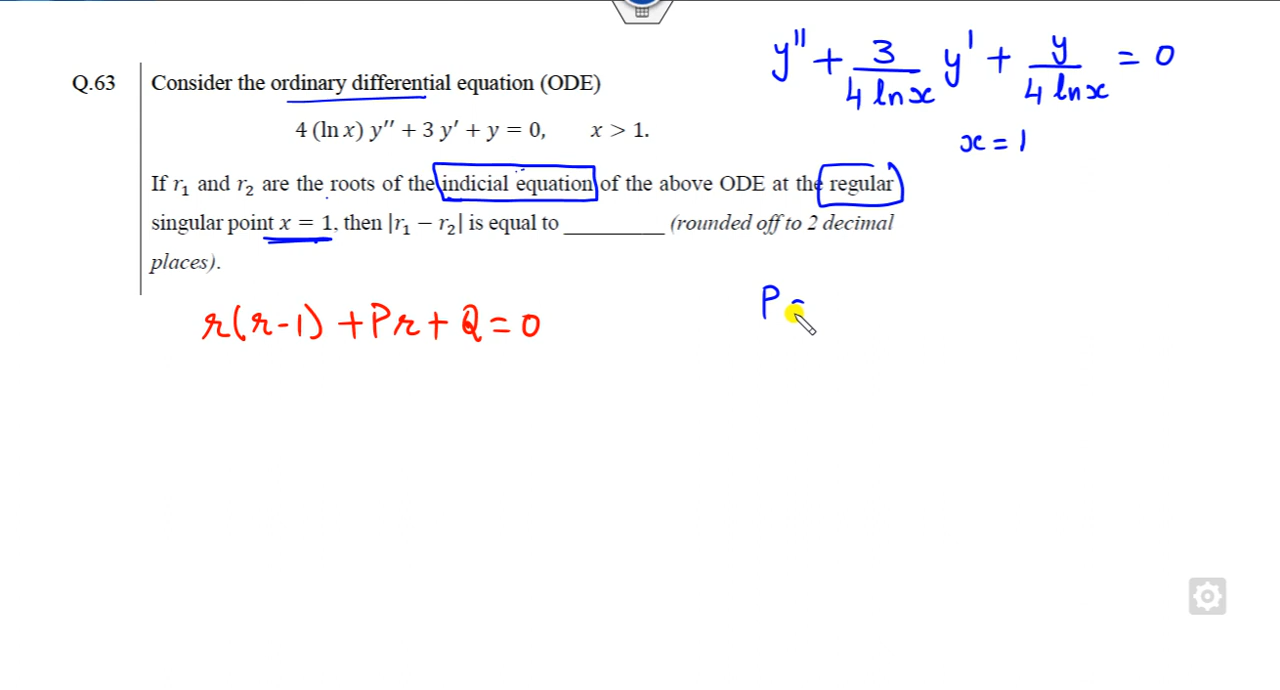 y'' + 3/(4 ln x) y' + y/(4 ln x) = 0
Q.63 Consider the ordinary differential equation (ODE)
4 (ln x) y'' + 3 y' + y = 0, x > 1.
x = 1
If r₁ and r₂ are the roots of the indicial equation of the above ODE at the regular
singular point x = 1, then |r₁ − r₂| is equal to _________ (rounded off to 2 decimal
places).
r(r-1) + Pr + Q = 0
P =